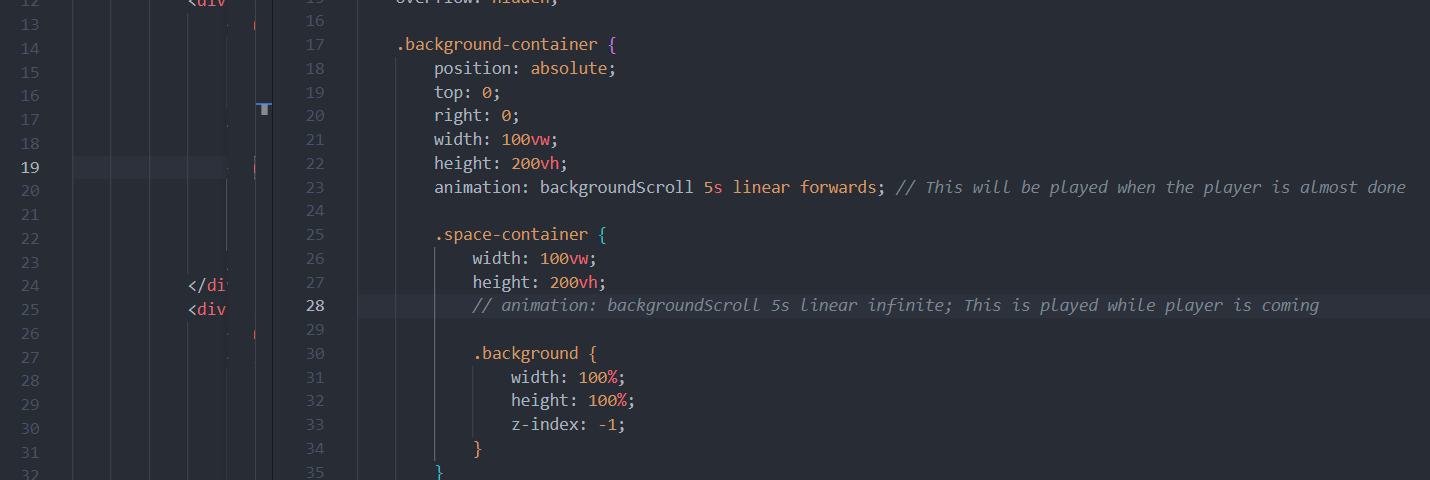 12 <div
13
14
15
16
17
18
19
20
21
22
23
24 </div
25 <div
26
27
28
29
30
31
32
15 overflow: hidden;
16
17 .background-container {
18 position: absolute;
19 top: 0;
20 right: 0;
21 width: 100vw;
22 height: 200vh;
23 animation: backgroundScroll 5s linear forwards; // This will be played when the player is almost done
24
25 .space-container {
26 width: 100vw;
27 height: 200vh;
28 // animation: backgroundScroll 5s linear infinite; This is played while player is coming
29
30 .background {
31 width: 100%;
32 height: 100%;
33 z-index: -1;
34 }
35 }